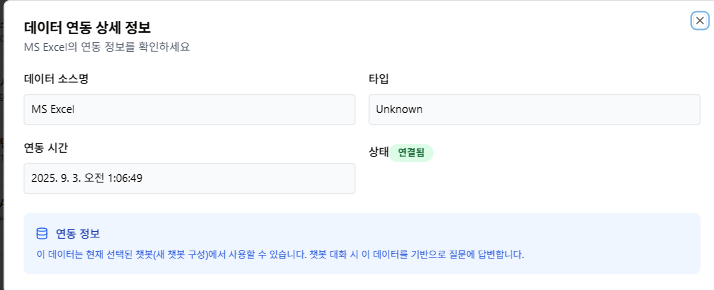 데이터 연동 상세 정보
MS Excel의 연동 정보를 확인하세요
데이터 소스명
타입
MS Excel
Unknown
연동 시간
상태 연결됨
2025. 9. 3. 오전 1:06:49
연동 정보
이 데이터는 현재 선택된 챗봇(새 챗봇 구성)에서 사용할 수 있습니다. 챗봇 대화 시 이 데이터를 기반으로 질문에 답변합니다.